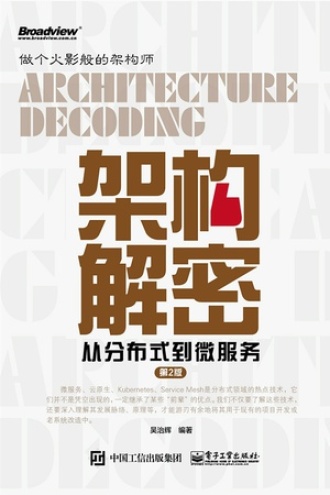 Broadview®
www.broadview.com.cn
做个火影般的架构师
ARCHITECTURE
DECODING
架构
解密
从分布式到微服务
第2版
微服务、云原生、Kubernetes、Service Mesh是分布式领域的热点技术，它
们并不是凭空出现的，一定继承了某些“前辈”的优点。我们不仅要了解这些技术，
还要深入理解其发展脉络、原理等，才能游刃有余地将其用于现有的项目开发或
老系统改造中。
吴治辉 编著
中国工信出版集团
电子工业出版社